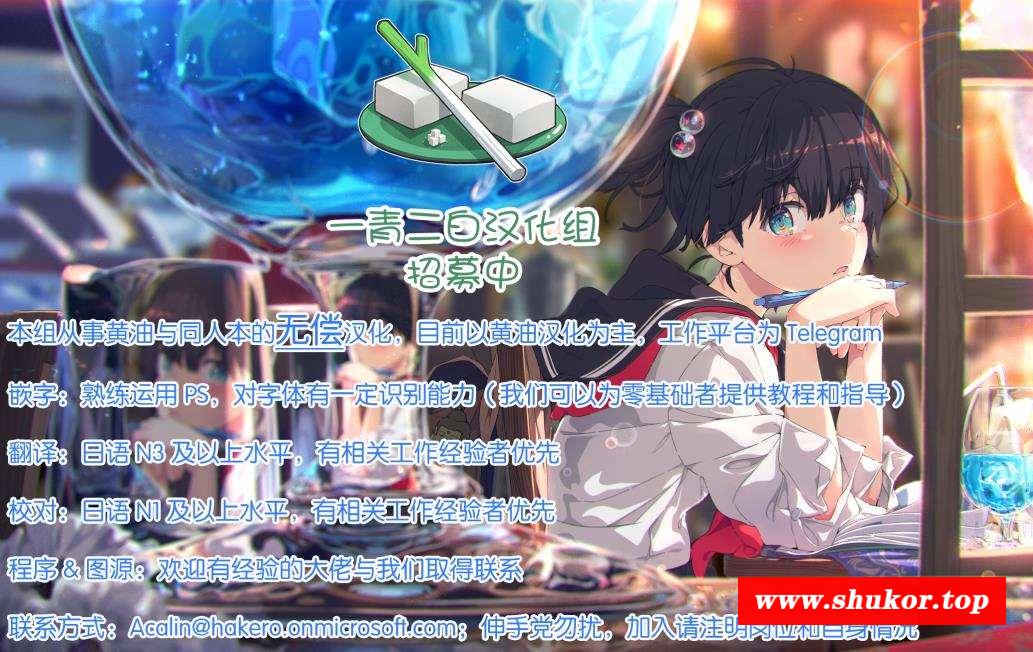 一青二白汉化组
招募中
本组从事黄油与同人本的无偿汉化，目前以黄油汉化为主，工作平台为 Telegram
嵌字：熟练运用 PS，对字体有一定识别能力（我们可以为零基础者提供教程和指导）
翻译：日语 N3 及以上水平，有相关工作经验者优先
校对：日语 N1 及以上水平，有相关工作经验者优先
程序 & 图源：欢迎有经验的大佬与我们取得联系
www.shukor.top
联系方式：Acalin@hakero.onmicrosoft.com；伸手党勿扰，加入请注明岗位和自身情况